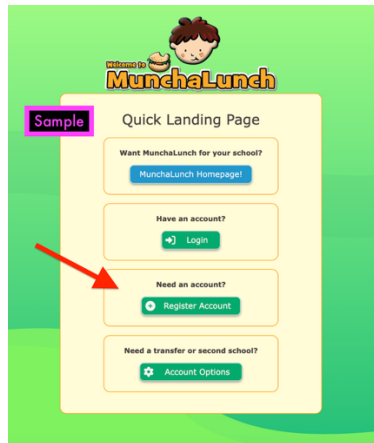 Welcome to
MunchaLunch
Sample
Quick Landing Page
Want MunchaLunch for your school?
MunchaLunch Homepage!
Have an account?
Login
Need an account?
Register Account
Need a transfer or second school?
Account Options